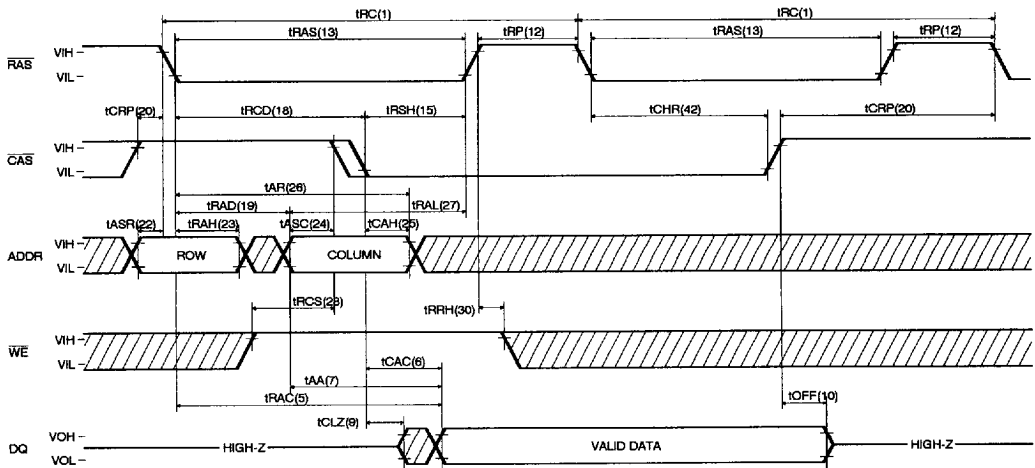 tRC(1) tRC(1)
tRAS(13) tRP(12) tRAS(13) tRP(12)
RAS VIH VIL
tCRP(20) tRCD(18) tRSH(15) tCHR(42) tCRP(20)
CAS VIH VIL
tAR(26)
tRAD(19) tRAL(27)
tASR(22) tRAH(23) tASC(24) tCAH(25)
ADDR VIH VIL ROW COLUMN
tRCS(28) tRRH(30)
WE VIH VIL
tCAC(6)
tAA(7)
tRAC(5) tOFF(10)
tCLZ(9)
DQ VOH VOL HIGH-Z VALID DATA HIGH-Z